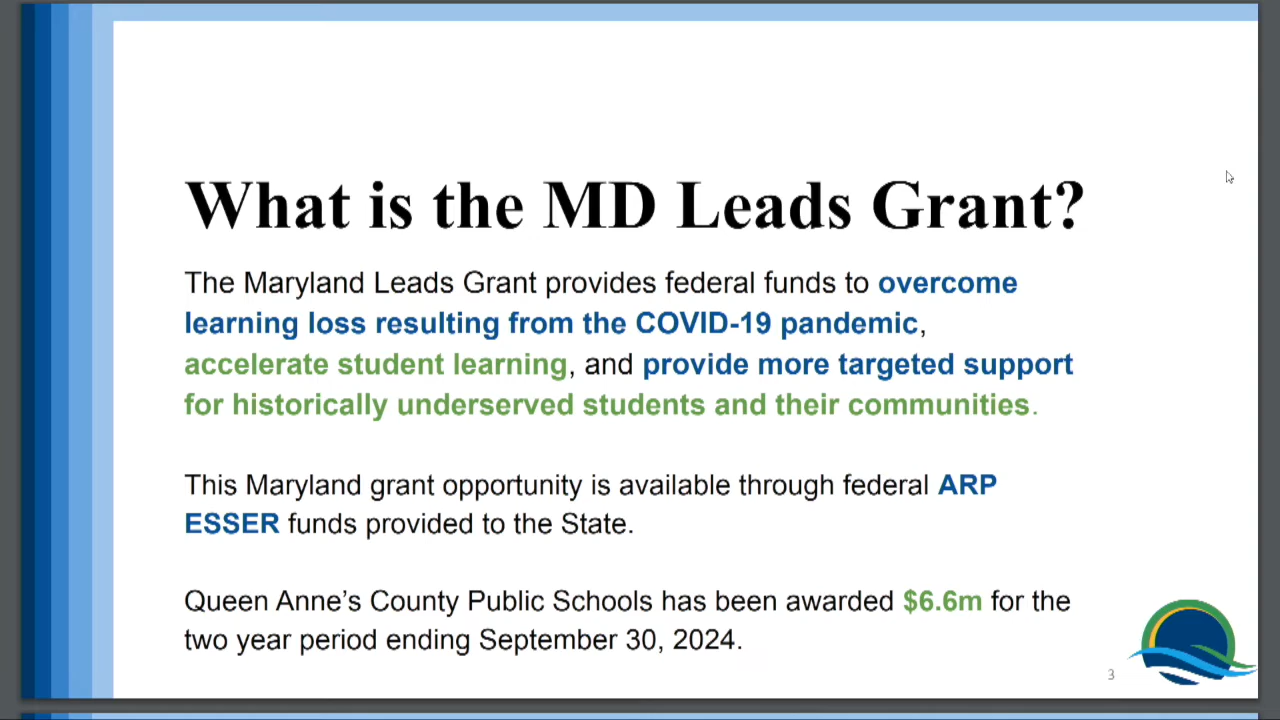 What is the MD Leads Grant?
The Maryland Leads Grant provides federal funds to overcome
learning loss resulting from the COVID-19 pandemic,
accelerate student learning, and provide more targeted support
for historically underserved students and their communities.
This Maryland grant opportunity is available through federal ARP
ESSER funds provided to the State.
Queen Anne’s County Public Schools has been awarded $6.6m for the
two year period ending September 30, 2024.
3